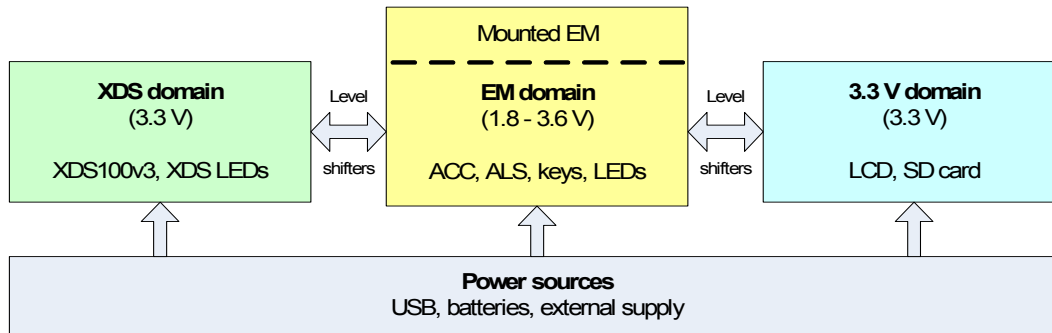 Mounted EM
XDS domain
(3.3 V)
XDS100v3, XDS LEDs
Level
shifters
EM domain
(1.8 - 3.6 V)
ACC, ALS, keys, LEDs
Level
shifters
3.3 V domain
(3.3 V)
LCD, SD card
Power sources
USB, batteries, external supply